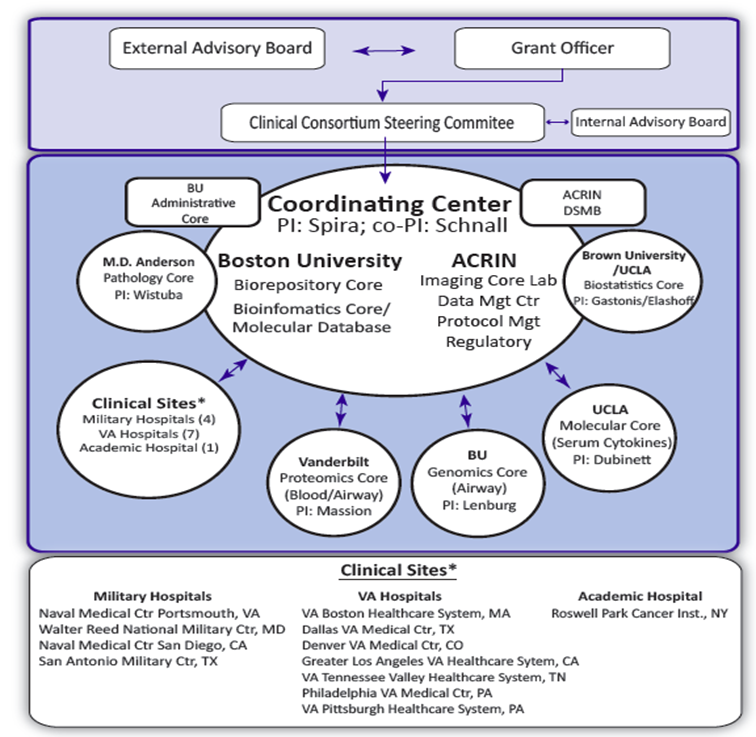 External Advisory Board
Grant Officer
Clinical Consortium Steering Commitee
Internal Advisory Board
BU
Administrative
Core
ACRIN
DSMB
Coordinating Center
PI: Spira; co-PI: Schnall
M.D. Anderson
Pathology Core
PI: Wistuba
Boston University
Biorepository Core
Bioinfomatics Core/
Molecular Database
ACRIN
Imaging Core Lab
Data Mgt Ctr
Protocol Mgt
Regulatory
Brown University
/UCLA
Biostatistics Core
PI: Gastonis/Elashoff
Clinical Sites*
Military Hospitals (4)
VA Hospitals (7)
Academic Hospital (1)
Vanderbilt
Proteomics Core
(Blood/Airway)
PI: Massion
BU
Genomics Core
(Airway)
PI: Lenburg
UCLA
Molecular Core
(Serum Cytokines)
PI: Dubinett
Clinical Sites*
Military Hospitals
Naval Medical Ctr Portsmouth, VA
Walter Reed National Military Ctr, MD
Naval Medical Ctr San Diego, CA
San Antonio Military Ctr, TX
VA Hospitals
VA Boston Healthcare System, MA
Dallas VA Medical Ctr, TX
Denver VA Medical Ctr, CO
Greater Los Angeles VA Healthcare Sytem, CA
VA Tennessee Valley Healthcare System, TN
Philadelphia VA Medical Ctr, PA
VA Pittsburgh Healthcare System, PA
Academic Hospital
Roswell Park Cancer Inst., NY